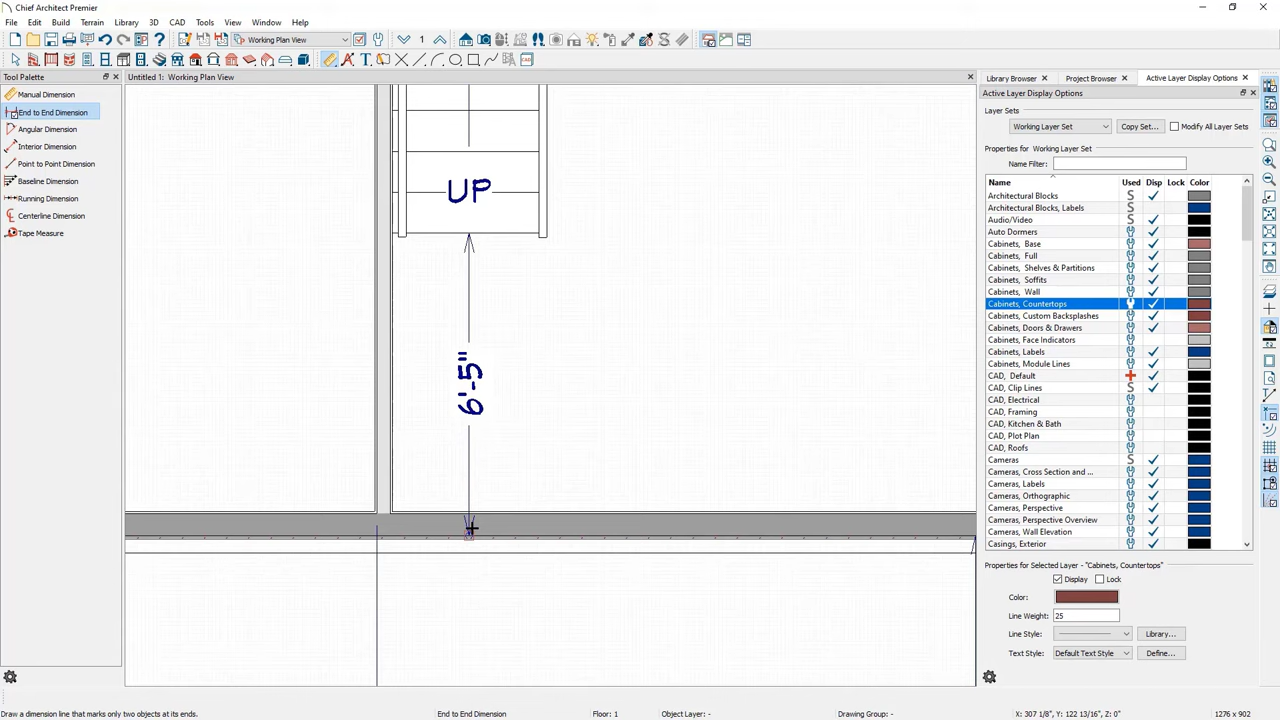 Chief Architect Premier
File Edit Build Terrain Library 3D CAD Tools View Window Help
Working Plan View 1
Tool Palette
Untitled 1: Working Plan View
Library Browser Project Browser Active Layer Display Options
Manual Dimension
End to End Dimension
Angular Dimension
Interior Dimension
Point to Point Dimension
Baseline Dimension
Running Dimension
Centerline Dimension
Tape Measure
UP
6'-5"
Active Layer Display Options
Layer Sets
Working Layer Set Copy Set... Modify All Layer Sets
Properties for Working Layer Set
Name Filter:
Name Used Disp Lock Color
Architectural Blocks S
Architectural Blocks, Labels S
Audio/Video S
Auto Dormers
Cabinets, Base
Cabinets, Full
Cabinets, Shelves & Partitions
Cabinets, Soffits
Cabinets, Wall
Cabinets, Countertops
Cabinets, Custom Backsplashes
Cabinets, Doors & Drawers
Cabinets, Face Indicators
Cabinets, Labels
Cabinets, Module Lines
CAD, Default
CAD, Clip Lines S
CAD, Electrical
CAD, Framing
CAD, Kitchen & Bath
CAD, Plot Plan
CAD, Roofs
Cameras S
Cameras, Cross Section and ...
Cameras, Labels
Cameras, Orthographic
Cameras, Perspective
Cameras, Perspective Overview
Cameras, Wall Elevation
Casings, Exterior
Properties for Selected Layer - "Cabinets, Countertops"
Display Lock
Color:
Line Weight: 25
Line Style: Library...
Text Style: Default Text Style Define...
Draw a dimension line that marks only two objects at its ends. End to End Dimension Floor: 1 Object Layer: - Drawing Group: - X: 307 1/8", Y: 122 13/16", Z: 0" 1276 x 902